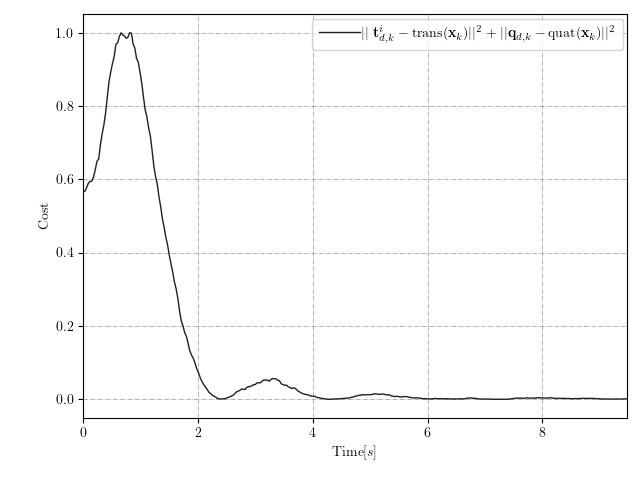 || t^i_{d,k} − trans(x_k)||^2 + ||q_{d,k} − quat(x_k)||^2
1.0
0.8
0.6
Cost
0.4
0.2
0.0
0 2 4 6 8
Time[s]